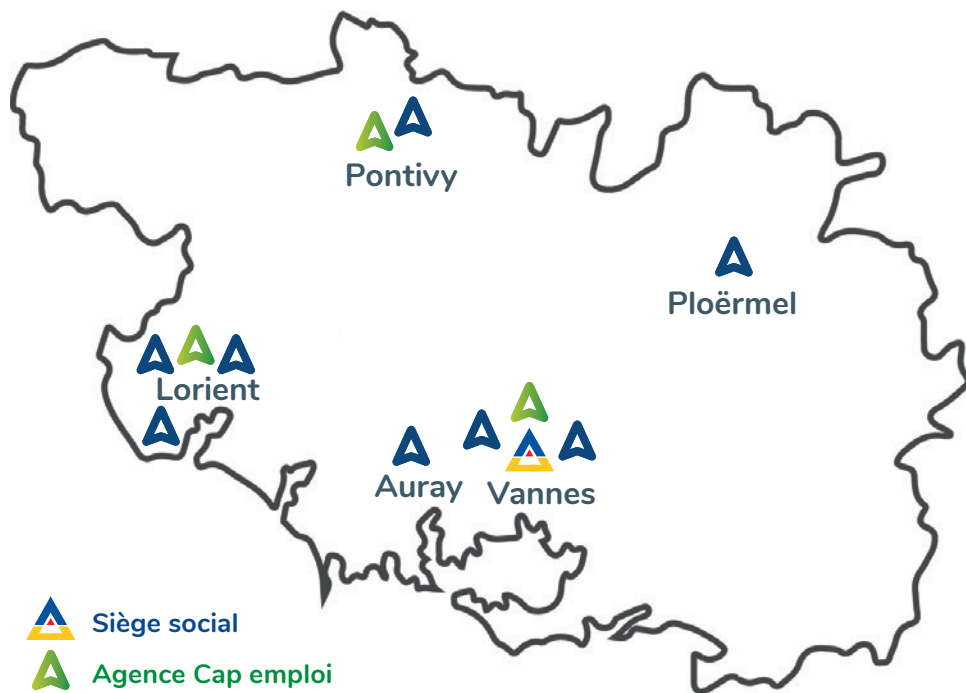 Pontivy
Ploërmel
Lorient
Auray
Vannes
Siège social
Agence Cap emploi